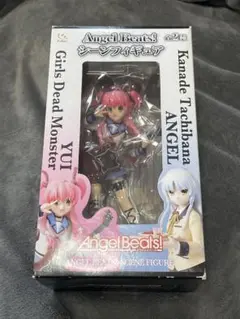 Angel Beats!
シーンフィギュア
全2種
YUI
Girls Dead Monster
Kanade Tachibana
ANGEL
Angel Beats!